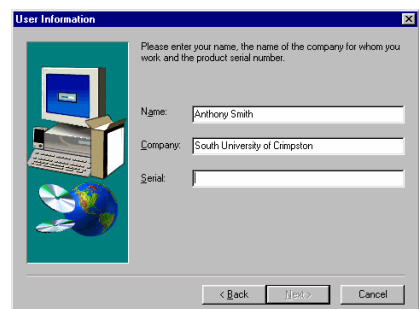 User Information
Please enter your name, the name of the company for whom you
work and the product serial number.
Name: Anthony Smith
Company: South University of Crimpston
Serial:
< Back Next > Cancel